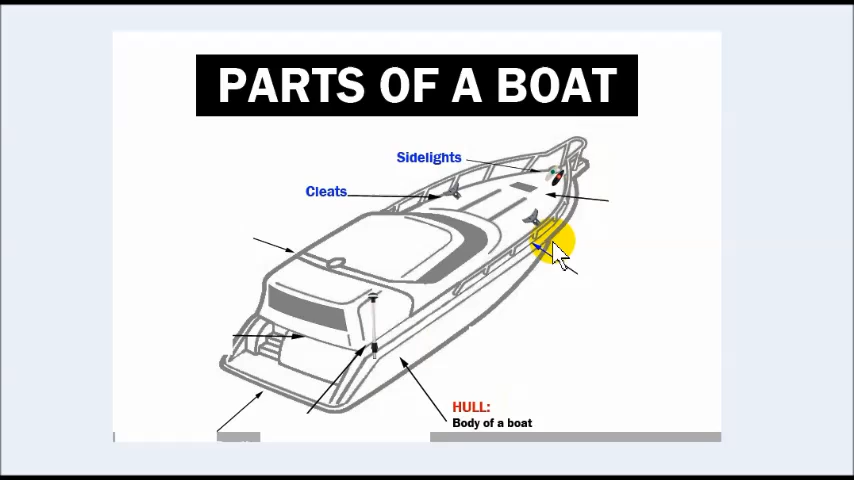 PARTS OF A BOAT
Sidelights
Cleats
HULL:
Body of a boat